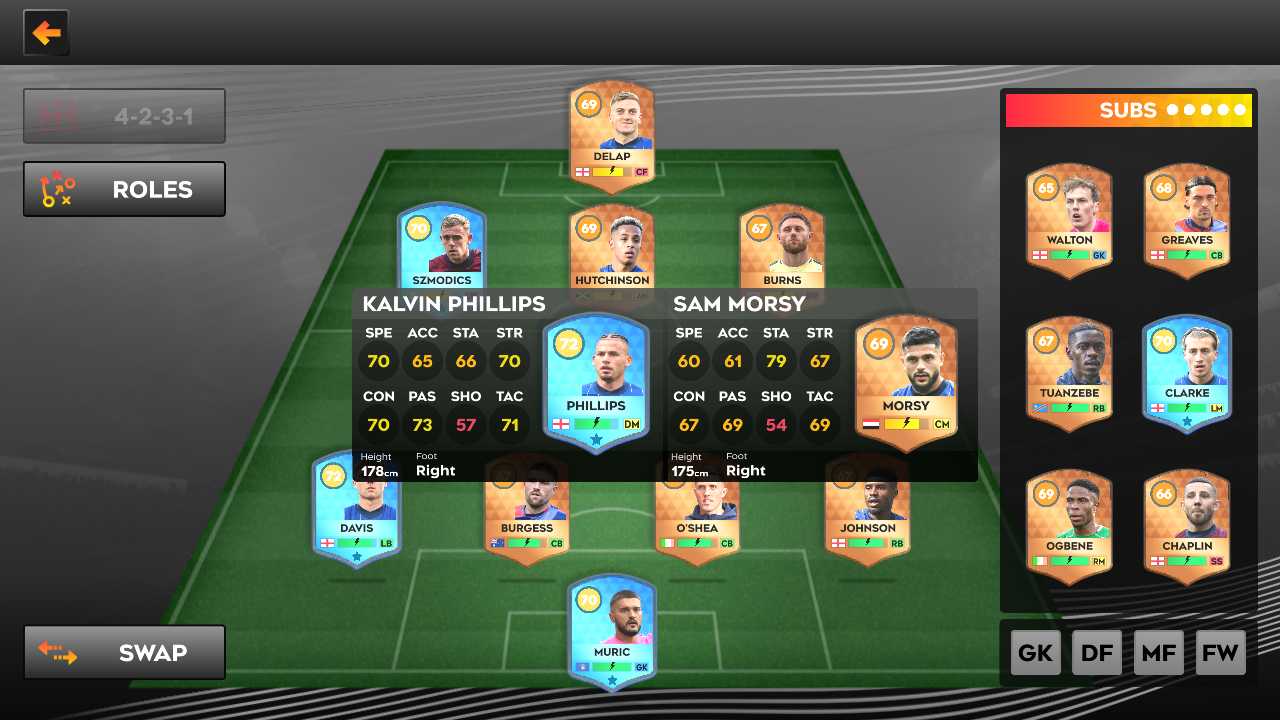 4-2-3-1
ROLES
SUBS
69
DELAP
CF
70
SZMODICS
69
HUTCHINSON
AM
67
BURNS
KALVIN PHILLIPS
SPE ACC STA STR
70 65 66 70
CON PAS SHO TAC
70 73 57 71
Height Foot
178cm Right
72
PHILLIPS
DM
SAM MORSY
SPE ACC STA STR
60 61 79 67
CON PAS SHO TAC
67 69 54 69
Height Foot
175cm Right
69
MORSY
CM
72
DAVIS
LB
BURGESS
CB
O'SHEA
CB
JOHNSON
RB
70
MURIC
GK
65
WALTON
GK
68
GREAVES
CB
67
TUANZEBE
RB
70
CLARKE
LM
69
OGBENE
RM
66
CHAPLIN
SS
SWAP
GK DF MF FW